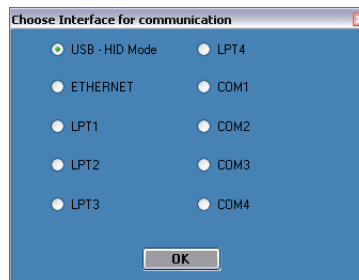 Choose Interface for communication
USB - HID Mode
ETHERNET
LPT1
LPT2
LPT3
LPT4
COM1
COM2
COM3
COM4
OK